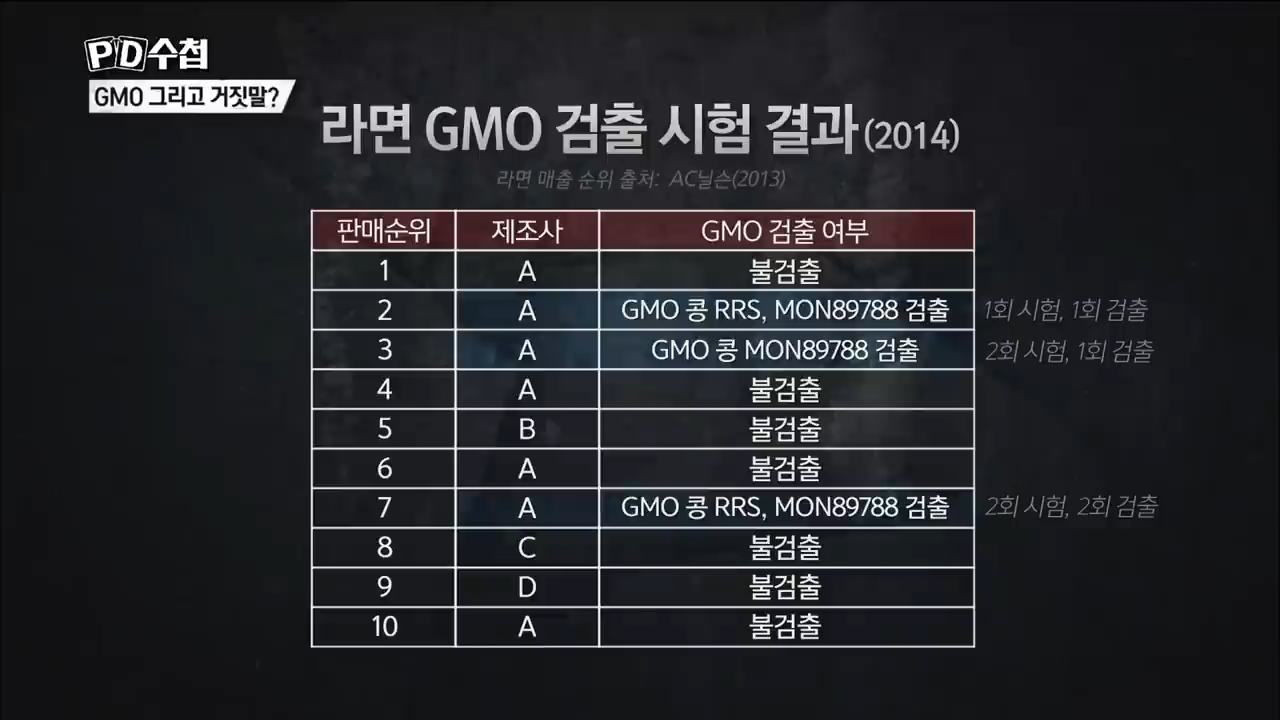 PD수첩
GMO 그리고 거짓말?
라면 GMO 검출 시험 결과(2014)
라면 매출 순위 출처: AC닐슨(2013)
판매순위 제조사 GMO 검출 여부
1 A 불검출
2 A GMO 콩 RRS, MON89788 검출 1회 시험, 1회 검출
3 A GMO 콩 MON89788 검출 2회 시험, 1회 검출
4 A 불검출
5 B 불검출
6 A 불검출
7 A GMO 콩 RRS, MON89788 검출 2회 시험, 2회 검출
8 C 불검출
9 D 불검출
10 A 불검출